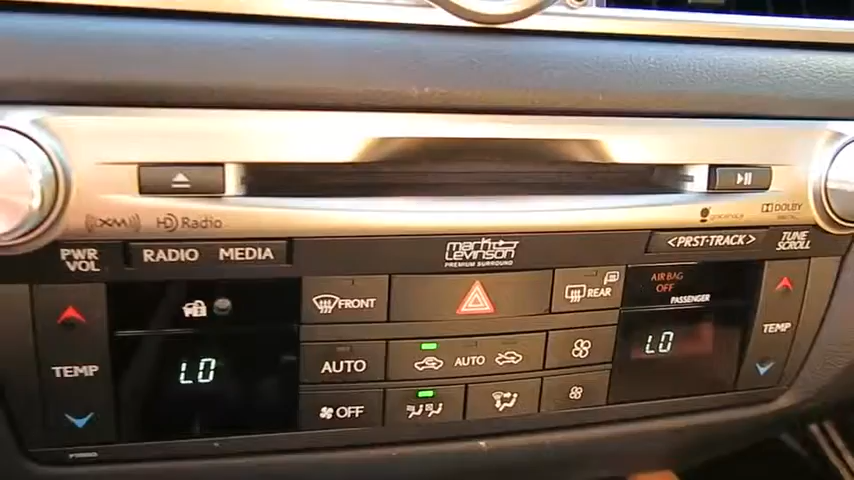 (XM) HD Radio
gracenote DOLBY
PWR VOL
RADIO MEDIA
mark levinson
PREMIUM SURROUND
<PRST·TRACK>
TUNE SCROLL
FRONT
REAR
AIR BAG
OFF
PASSENGER
TEMP
LO
AUTO
AUTO
LO
TEMP
OFF